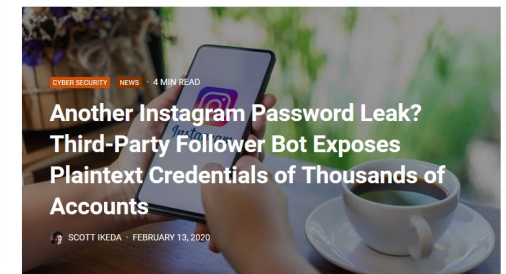 CYBER SECURITY NEWS · 4 MIN READ
Instagram
Another Instagram Password Leak?
Third-Party Follower Bot Exposes
Plaintext Credentials of Thousands of
Accounts
SCOTT IKEDA · FEBRUARY 13, 2020